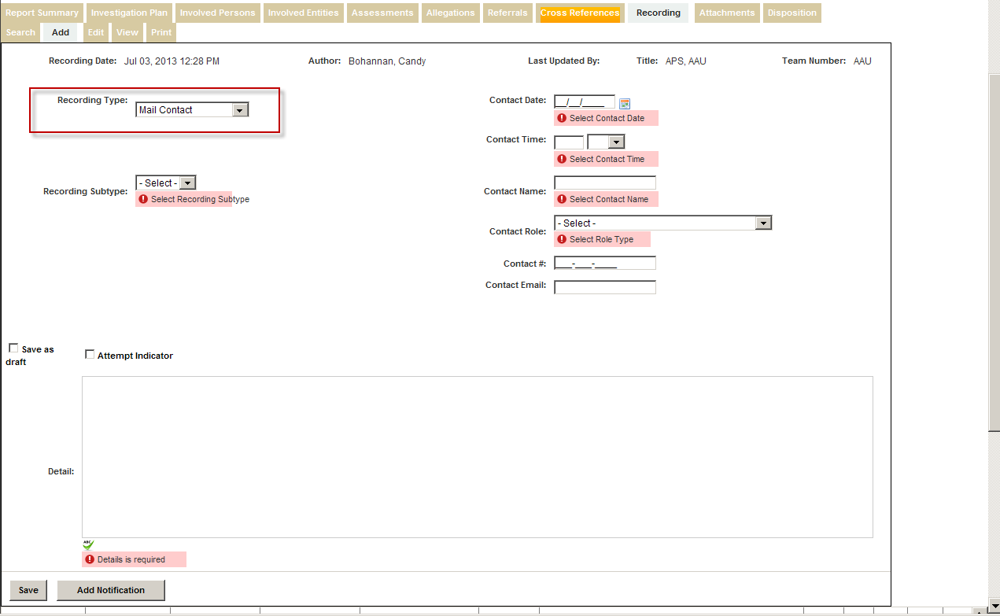 Report Summary Investigation Plan Involved Persons Involved Entities Assessments Allegations Referrals Cross References Recording Attachments Disposition
Search Add Edit View Print
Recording Date: Jul 03, 2013 12:28 PM Author: Bohannan, Candy Last Updated By: Title: APS, AAU Team Number: AAU
Recording Type: Mail Contact
Contact Date: __/__/____
Select Contact Date
Contact Time:
Select Contact Time
Recording Subtype: - Select -
Select Recording Subtype
Contact Name:
Select Contact Name
Contact Role: - Select -
Select Role Type
Contact #: ___-___-____
Contact Email:
Save as
draft
Attempt Indicator
Detail:
ABC
Details is required
Save Add Notification